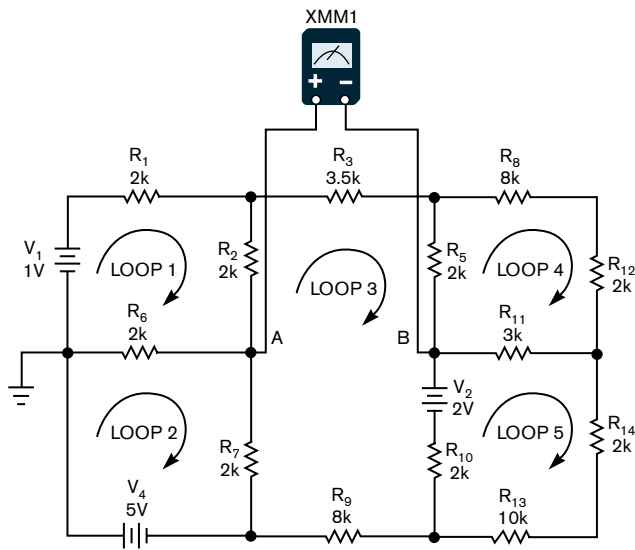 XMM1
+ −
R1
2k
R3
3.5k
R8
8k
V1
1V
LOOP 1
R2
2k
LOOP 3
R5
2k
LOOP 4
R12
2k
R6
2k
A
B
R11
3k
V2
2V
LOOP 2
R7
2k
R10
2k
LOOP 5
R14
2k
V4
5V
R9
8k
R13
10k